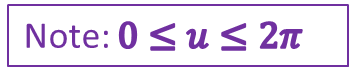 Note: 0 ≤ u ≤ 2π